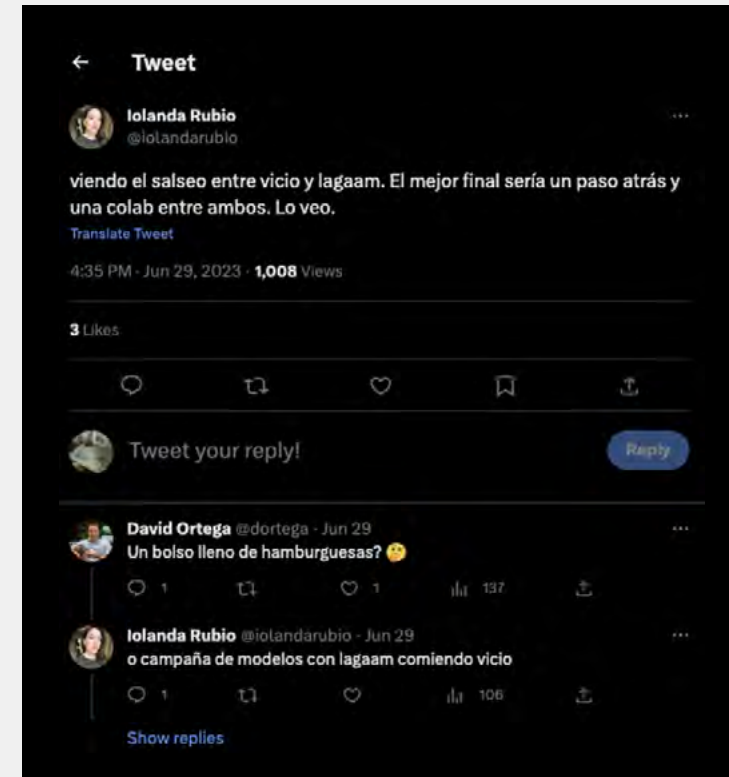 Tweet
Iolanda Rubio
@iolandarubio
viendo el salseo entre vicio y lagaam. El mejor final sería un paso atrás y
una colab entre ambos. Lo veo.
Translate Tweet
4:35 PM · Jun 29, 2023 · 1,008 Views
3 Likes
Tweet your reply!
Reply
David Ortega @dortega · Jun 29
Un bolso lleno de hamburguesas? 🤔
1 1 137
Iolanda Rubio @iolandarubio · Jun 29
o campaña de modelos con lagaam comiendo vicio
1 106
Show replies